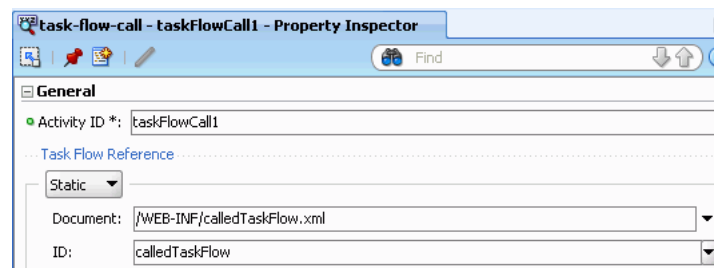 task-flow-call - taskFlowCall1 - Property Inspector
Find
General
Activity ID *: taskFlowCall1
Task Flow Reference
Static
Document: /WEB-INF/calledTaskFlow.xml
ID: calledTaskFlow